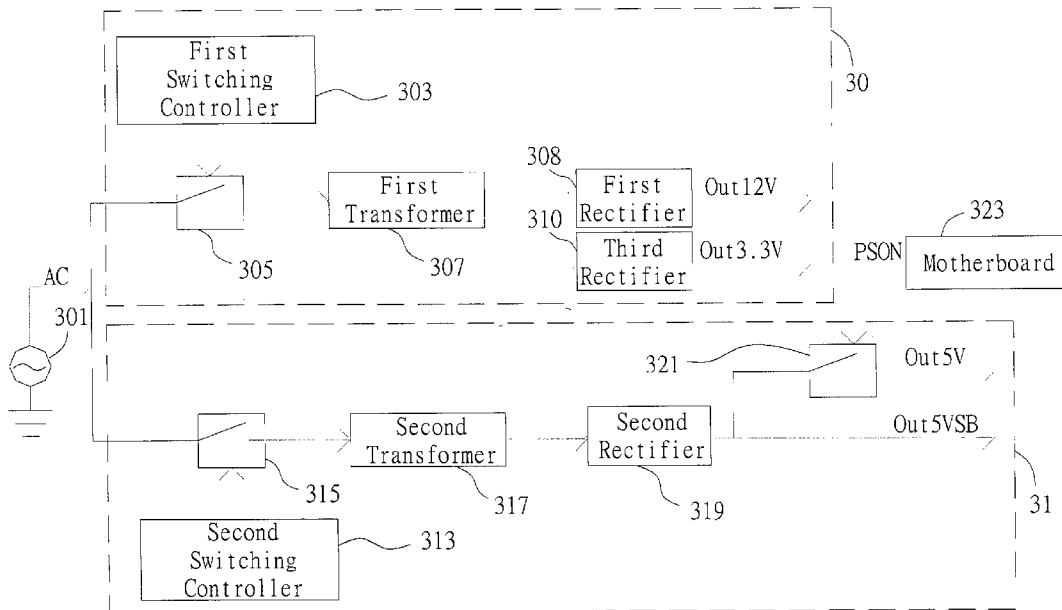 First
Switching
Controller
303
30
308
First
Rectifier
Out12V
First
Transformer
310
Third
Rectifier
Out3.3V
323
PSON
Motherboard
305
307
AC
301
321
Out5V
Second
Transformer
Second
Rectifier
Out5VSB
315
317
319
31
Second
Switching
Controller
313